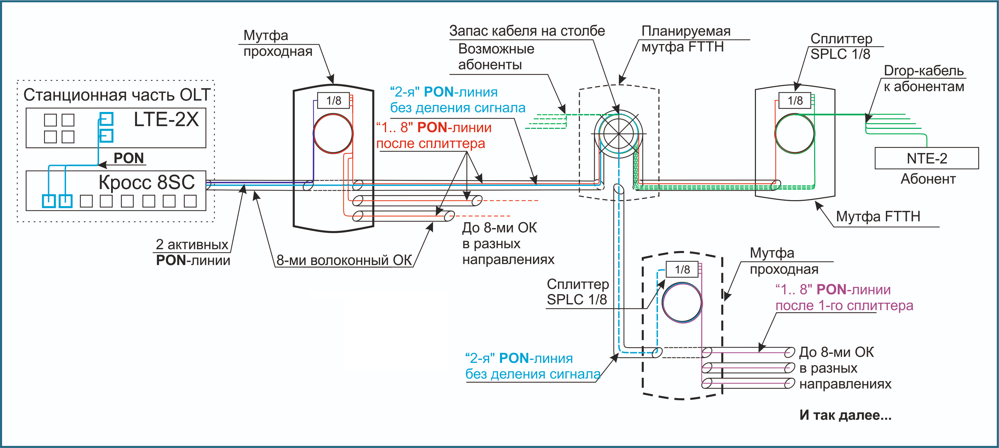 Мутфа
проходная
Запас кабеля на столбе
Возможные
абоненты
Планируемая
мутфа FTTH
Сплиттер
SPLC 1/8
Drop-кабель
к абонентам
Станционная часть OLT
LTE-2X
PON
Кросс 8SC
1/8
“2-я" PON-линия
без деления сигнала
“1.. 8" PON-линии
после сплиттера
1/8
NTE-2
Абонент
Мутфа FTTH
2 активных
PON-линии
8-ми волоконный ОК
До 8-ми ОК
в разных
направлениях
Сплиттер
SPLC 1/8
1/8
Мутфа
проходная
“1.. 8" PON-линии
после 1-го сплиттера
“2-я" PON-линия
без деления сигнала
До 8-ми ОК
в разных
направлениях
И так далее...